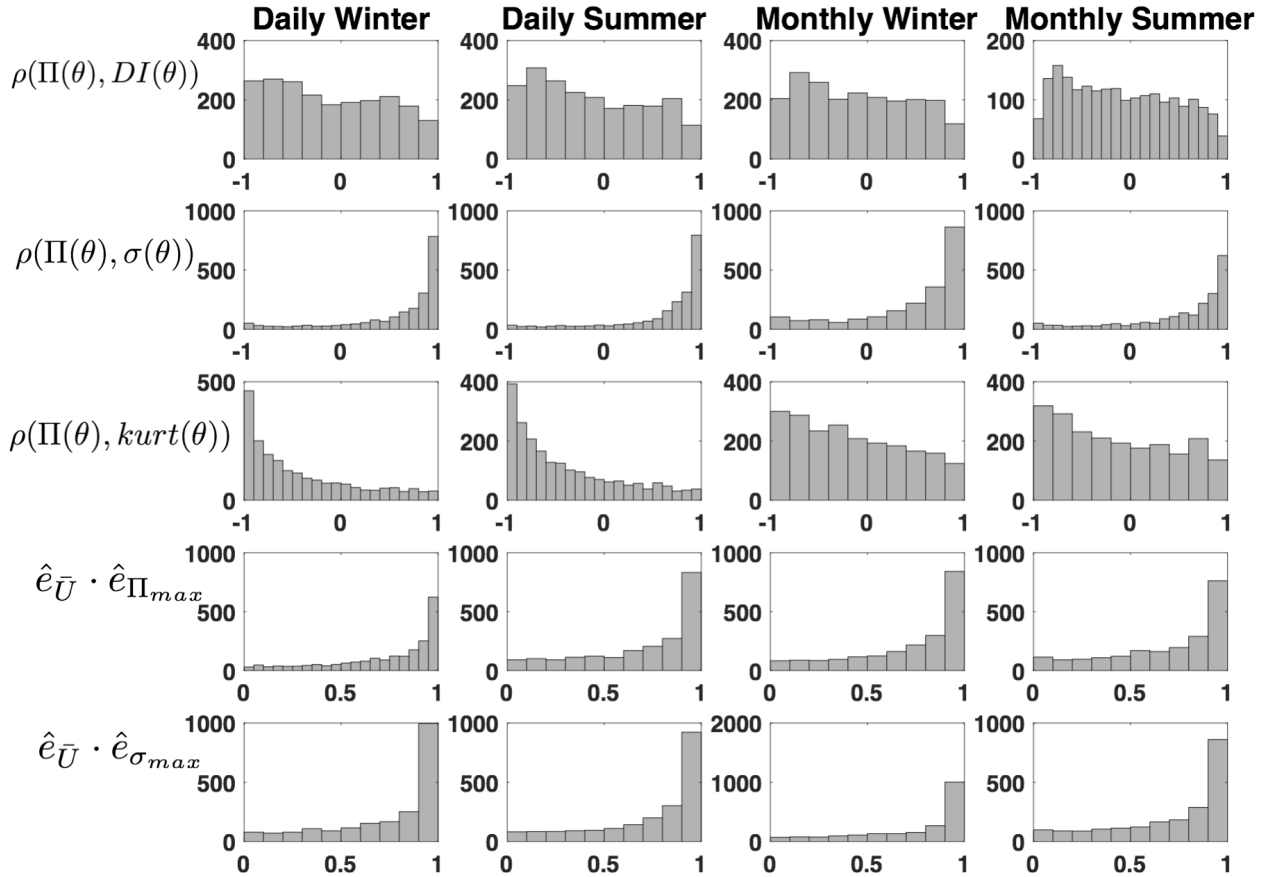 Daily Winter Daily Summer Monthly Winter Monthly Summer
ρ(Π(θ), DI(θ))
400 400 400 200
200 200 200 100
0 0 0 0
-1 0 1 -1 0 1 -1 0 1 -1 0 1
ρ(Π(θ), σ(θ))
1000 1000 1000 1000
500 500 500 500
0 0 0 0
-1 0 1 -1 0 1 -1 0 1 -1 0 1
ρ(Π(θ), kurt(θ))
500 400 400 400
200 200 200
0 0 0 0
-1 0 1 -1 0 1 -1 0 1 -1 0 1
ê_Ū · ê_Π_max
1000 1000 1000 1000
500 500 500 500
0 0 0 0
0 0.5 1 0 0.5 1 0 0.5 1 0 0.5 1
ê_Ū · ê_σ_max
1000 1000 2000 1000
500 500 1000 500
0 0 0 0
0 0.5 1 0 0.5 1 0 0.5 1 0 0.5 1